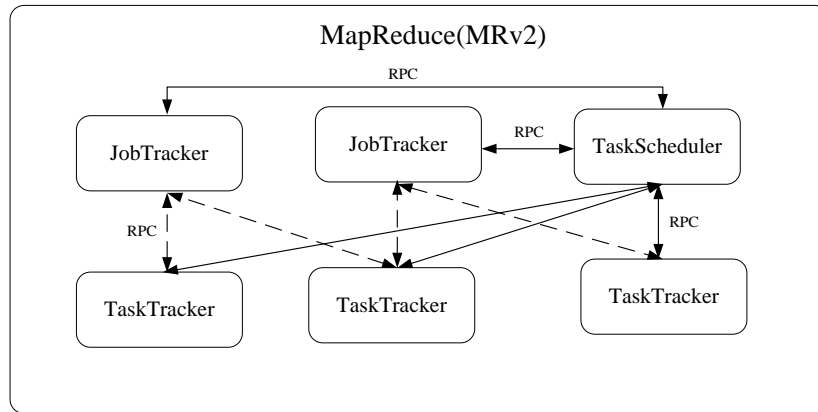 MapReduce(MRv2)
RPC
JobTracker
JobTracker
RPC
TaskScheduler
RPC
RPC
TaskTracker
TaskTracker
TaskTracker